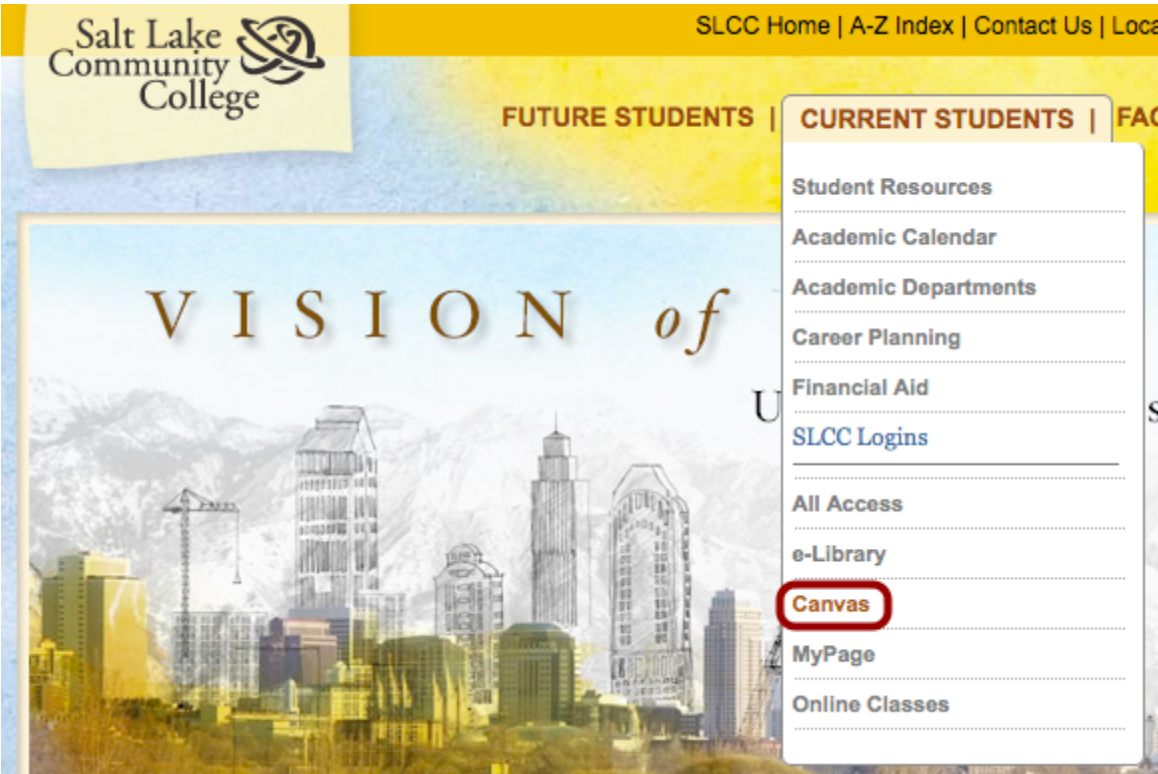 Salt Lake
Community
College
SLCC Home | A-Z Index | Contact Us |
FUTURE STUDENTS | CURRENT STUDENTS |
Student Resources
Academic Calendar
Academic Departments
Career Planning
Financial Aid
SLCC Logins
All Access
e-Library
Canvas
MyPage
Online Classes
VISION of